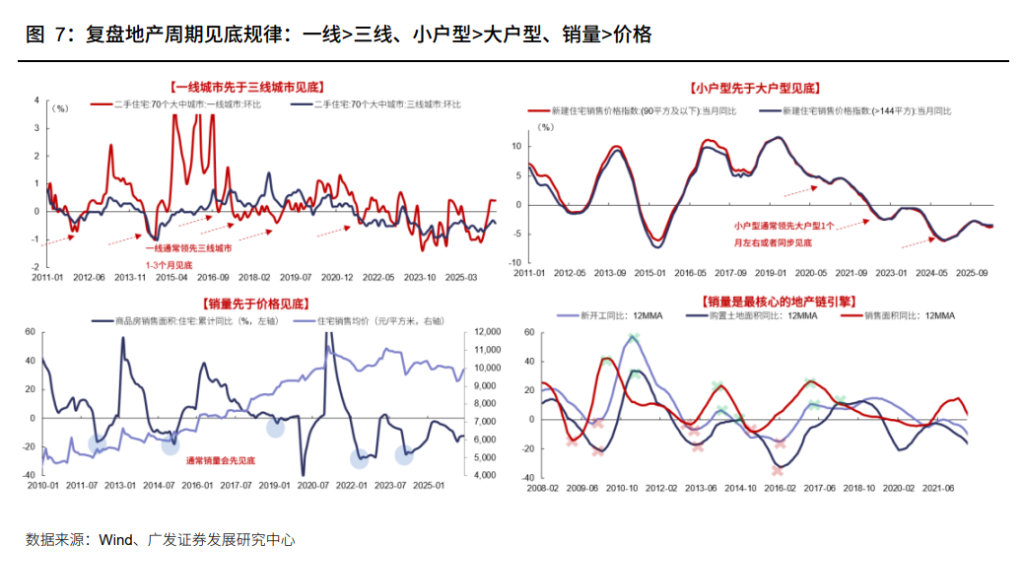 图 7：复盘地产周期见底规律：一线>三线、小户型>大户型、销量>价格
【一线城市先于三线城市见底】
二手住宅:70个大中城市:一线城市:环比
二手住宅:70个大中城市:三线城市:环比
（%）
4
3
2
1
0
-1
-2
一线通常领先三线城市
1-3个月见底
2011-01 2012-06 2013-11 2015-04 2016-09 2018-02 2019-07 2020-12 2022-05 2023-10 2025-03
【小户型先于大户型见底】
新建住宅销售价格指数:(90平方及以下):当月同比
新建住宅销售价格指数:(>144平方):当月同比
（%）
10
5
0
-5
-10
小户型通常领先大户型1个
月左右或者同步见底
2011-01 2012-05 2013-09 2015-01 2016-05 2017-09 2019-01 2020-05 2021-09 2023-01 2024-05 2025-09
【销量先于价格见底】
商品房销售面积:住宅:累计同比（%，左轴）
住宅销售均价（元/平方米，右轴）
60
40
20
0
-20
-40
12,000
11,000
10,000
9,000
8,000
7,000
6,000
5,000
4,000
通常销量会先见底
2010-01 2011-07 2013-01 2014-07 2016-01 2017-07 2019-01 2020-07 2022-01 2023-07 2025-01
【销量是最核心的地产链引擎】
新开工同比：12MMA
购置土地面积同比：12MMA
销售面积同比：12MMA
60
40
20
0
-20
-40
2008-02 2009-06 2010-10 2012-02 2013-06 2014-10 2016-02 2017-06 2018-10 2020-02 2021-06
数据来源：Wind、广发证券发展研究中心